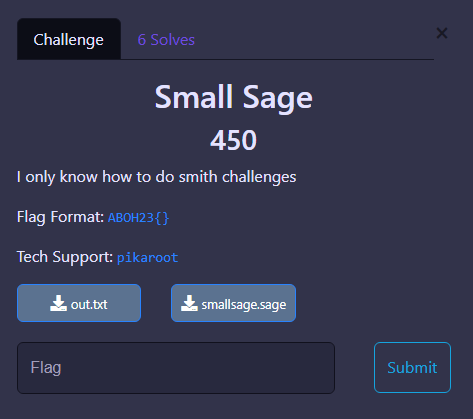 Challenge 6 Solves ×
Small Sage
450
I only know how to do smith challenges
Flag Format: ABOH23{}
Tech Support: pikaroot
out.txt smallsage.sage
Flag Submit